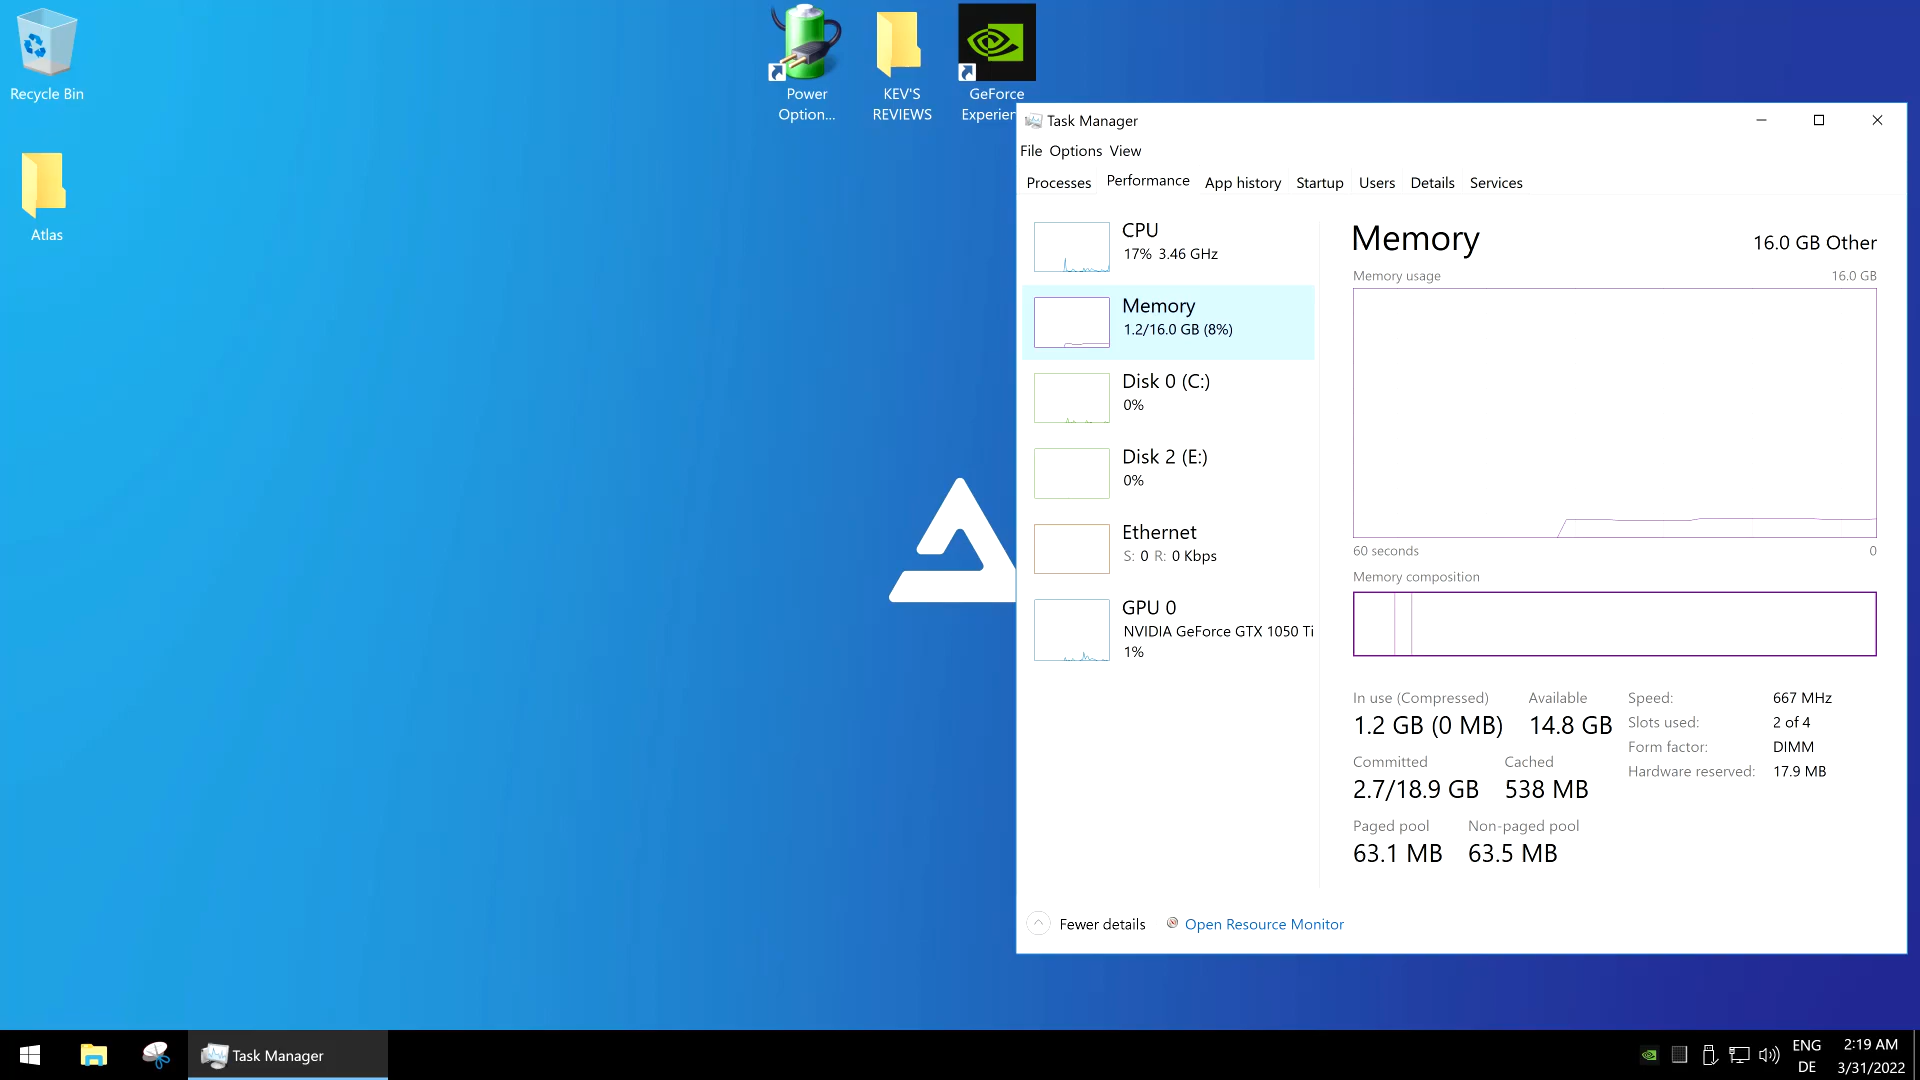 Recycle Bin
Power
Option...
KEV'S
REVIEWS
GeForce
Experien
Atlas
Task Manager
File Options View
Processes Performance App history Startup Users Details Services
CPU
17% 3.46 GHz
Memory
1.2/16.0 GB (8%)
Disk 0 (C:)
0%
Disk 2 (E:)
0%
Ethernet
S: 0 R: 0 Kbps
GPU 0
NVIDIA GeForce GTX 1050 Ti
1%
Memory 16.0 GB Other
Memory usage 16.0 GB
60 seconds 0
Memory composition
In use (Compressed) Available
1.2 GB (0 MB) 14.8 GB
Committed Cached
2.7/18.9 GB 538 MB
Paged pool Non-paged pool
63.1 MB 63.5 MB
Speed: 667 MHz
Slots used: 2 of 4
Form factor: DIMM
Hardware reserved: 17.9 MB
Fewer details Open Resource Monitor
Task Manager
ENG
DE
2:19 AM
3/31/2022